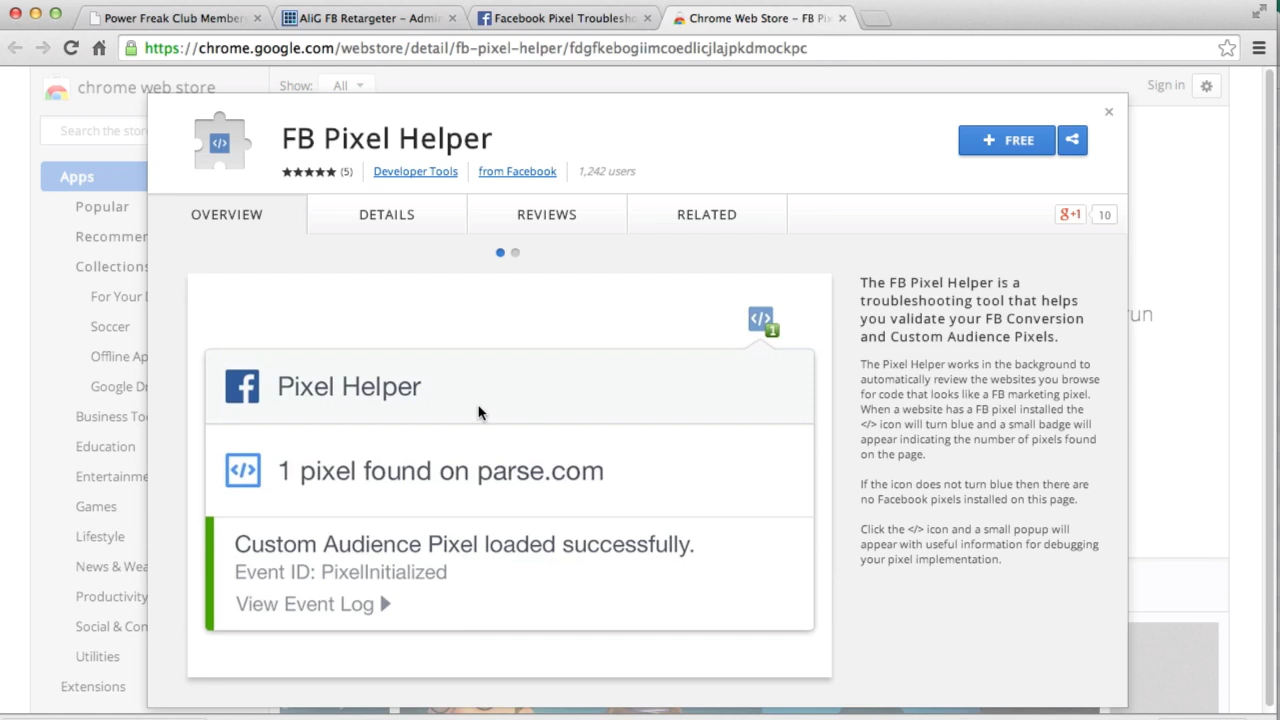 Power Freak Club Member
AliG FB Retargeter – Admi
Facebook Pixel Troublesho
Chrome Web Store – FB Pi
https://chrome.google.com/webstore/detail/fb-pixel-helper/fdgfkebogiimcoedlicjlajpkdmockpc
chrome web store
Show: All
Sign in
Search the stor
Apps
Popular
Recommen
Collections
For Your D
Soccer
Offline Ap
Google Dr
Business Too
Education
Entertainme
Games
Lifestyle
News & Wea
Productivity
Social & Com
Utilities
Extensions
FB Pixel Helper
(5) Developer Tools from Facebook 1,242 users
+ FREE
OVERVIEW DETAILS REVIEWS RELATED
g+1 10
</> 1
Pixel Helper
</> 1 pixel found on parse.com
Custom Audience Pixel loaded successfully.
Event ID: PixelInitialized
View Event Log
The FB Pixel Helper is a
troubleshooting tool that helps
you validate your FB Conversion
and Custom Audience Pixels.
The Pixel Helper works in the background to
automatically review the websites you browse
for code that looks like a FB marketing pixel.
When a website has a FB pixel installed the
</> icon will turn blue and a small badge will
appear indicating the number of pixels found
on the page.
If the icon does not turn blue then there are
no Facebook pixels installed on this page.
Click the </> icon and a small popup will
appear with useful information for debugging
your pixel implementation.
run